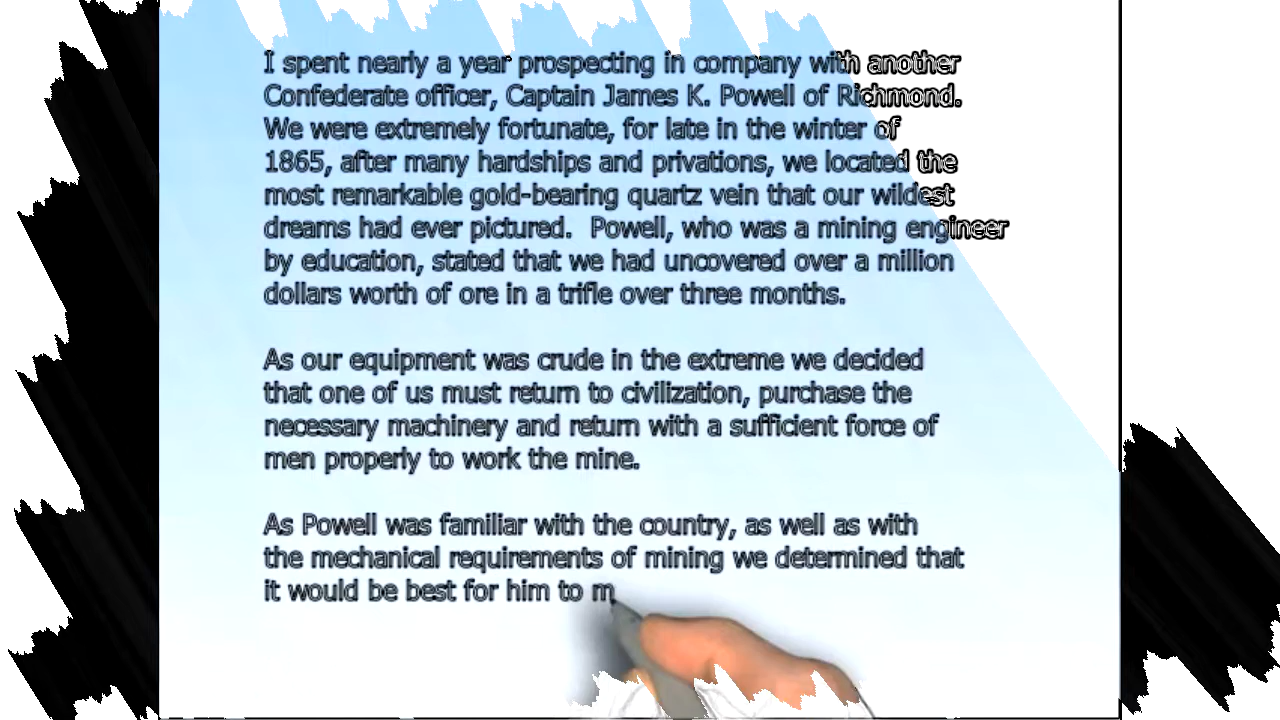 I spent nearly a year prospecting in company with another
Confederate officer, Captain James K. Powell of Richmond.
We were extremely fortunate, for late in the winter of
1865, after many hardships and privations, we located the
most remarkable gold-bearing quartz vein that our wildest
dreams had ever pictured.  Powell, who was a mining engineer
by education, stated that we had uncovered over a million
dollars worth of ore in a trifle over three months.
As our equipment was crude in the extreme we decided
that one of us must return to civilization, purchase the
necessary machinery and return with a sufficient force of
men properly to work the mine.
As Powell was familiar with the country, as well as with
the mechanical requirements of mining we determined that
it would be best for him to m